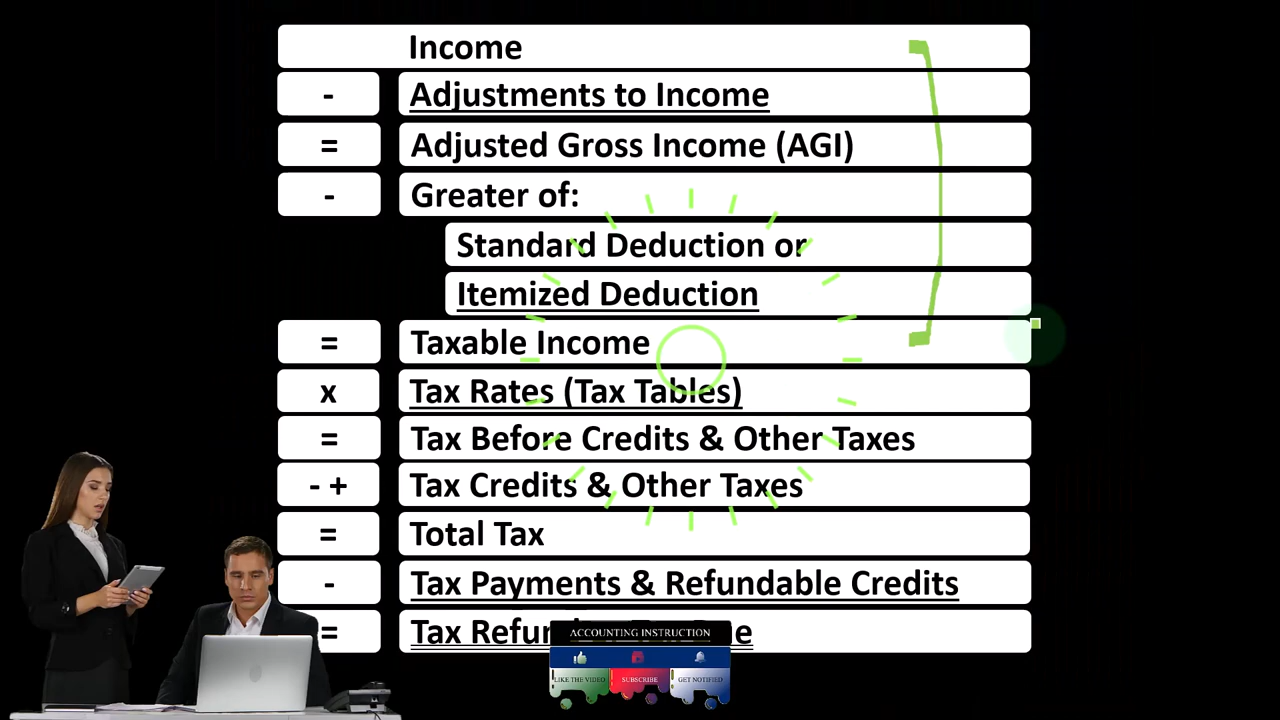 Income
- Adjustments to Income
= Adjusted Gross Income (AGI)
- Greater of:
Standard Deduction or
Itemized Deduction
= Taxable Income
x Tax Rates (Tax Tables)
= Tax Before Credits & Other Taxes
- + Tax Credits & Other Taxes
= Total Tax
- Tax Payments & Refundable Credits
= Tax
ACCOUNTING INSTRUCTION
LIKE THE VIDEO SUBSCRIBE GET NOTIFIED